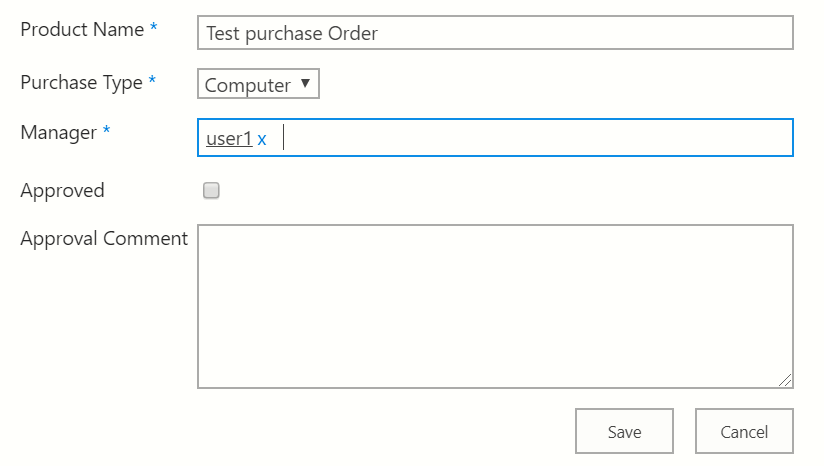 Product Name * Test purchase Order
Purchase Type * Computer ▼
Manager * user1 x
Approved
Approval Comment
Save Cancel